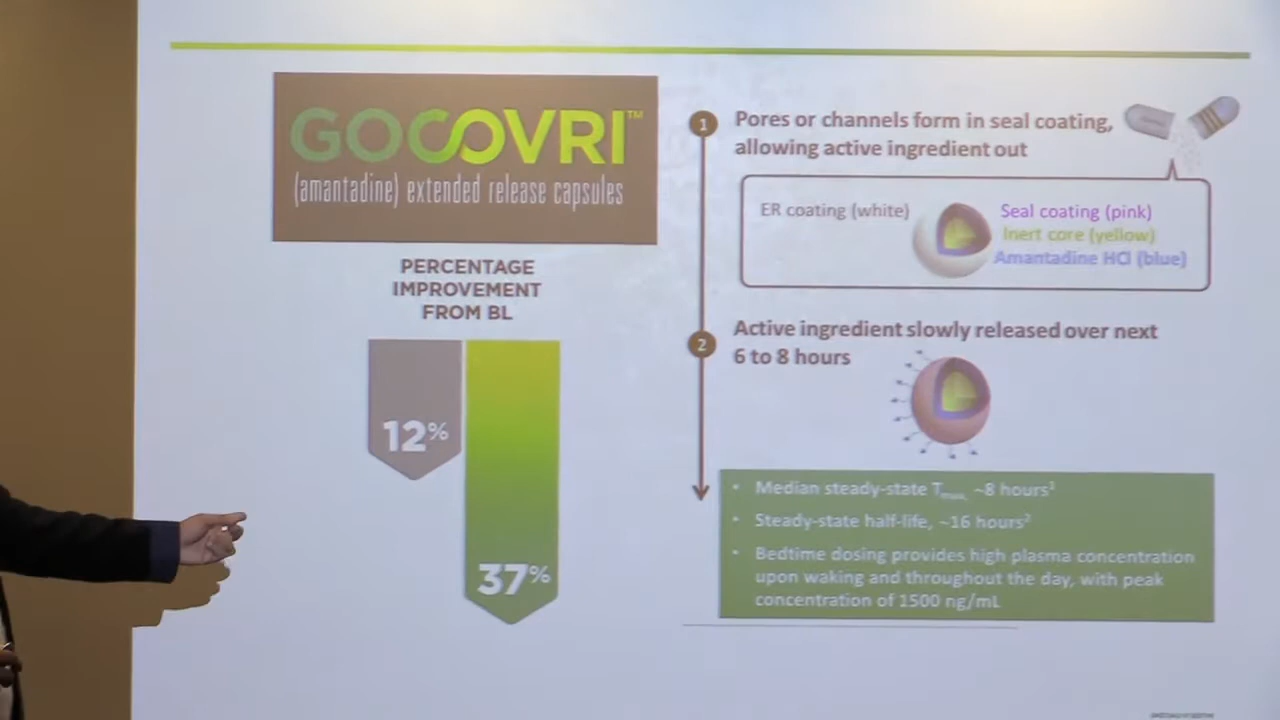 GOCOVRI™
(amantadine) extended release capsules
PERCENTAGE
IMPROVEMENT
FROM BL
12%
37%
1
Pores or channels form in seal coating,
allowing active ingredient out
ER coating (white)
Seal coating (pink)
Inert core (yellow)
Amantadine HCl (blue)
2
Active ingredient slowly released over next
6 to 8 hours
• Median steady-state Tmax, ~8 hours¹
• Steady-state half-life, ~16 hours²
• Bedtime dosing provides high plasma concentration
upon waking and throughout the day, with peak
concentration of 1500 ng/mL